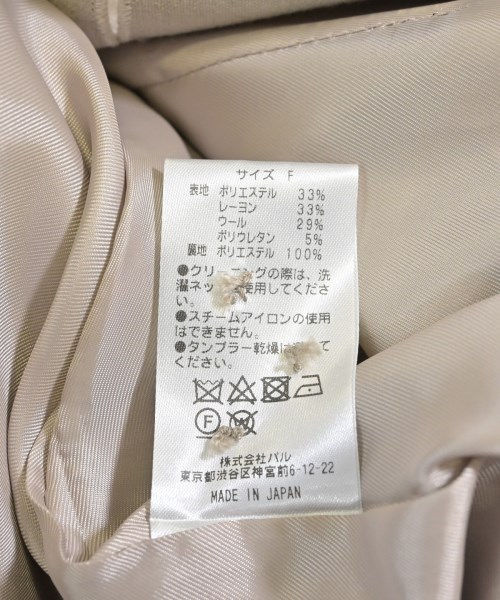 サイズ F
表地 ポリエステル 33%
レーヨン 33%
ウール 29%
ポリウレタン 5%
裏地 ポリエステル 100%
●クリーニングの際は、洗
濯ネッ 使用してくださ
い。
●スチームアイロンの使用
はできません。
●タンブラー乾燥は てく
ださい。
F
W
株式会社パル
東京都渋谷区神宮前6-12-22
MADE IN JAPAN